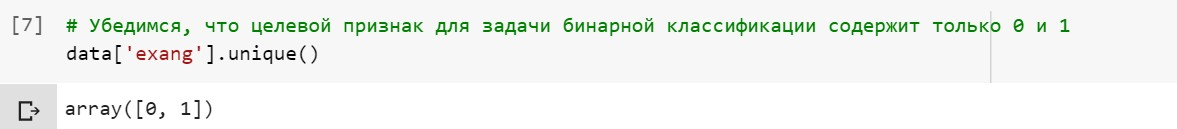 [7] # Убедимся, что целевой признак для задачи бинарной классификации содержит только 0 и 1
data['exang'].unique()
array([0, 1])